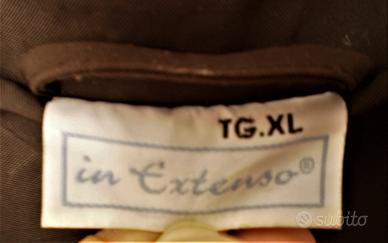 TG.XL
in Extenso®
subito